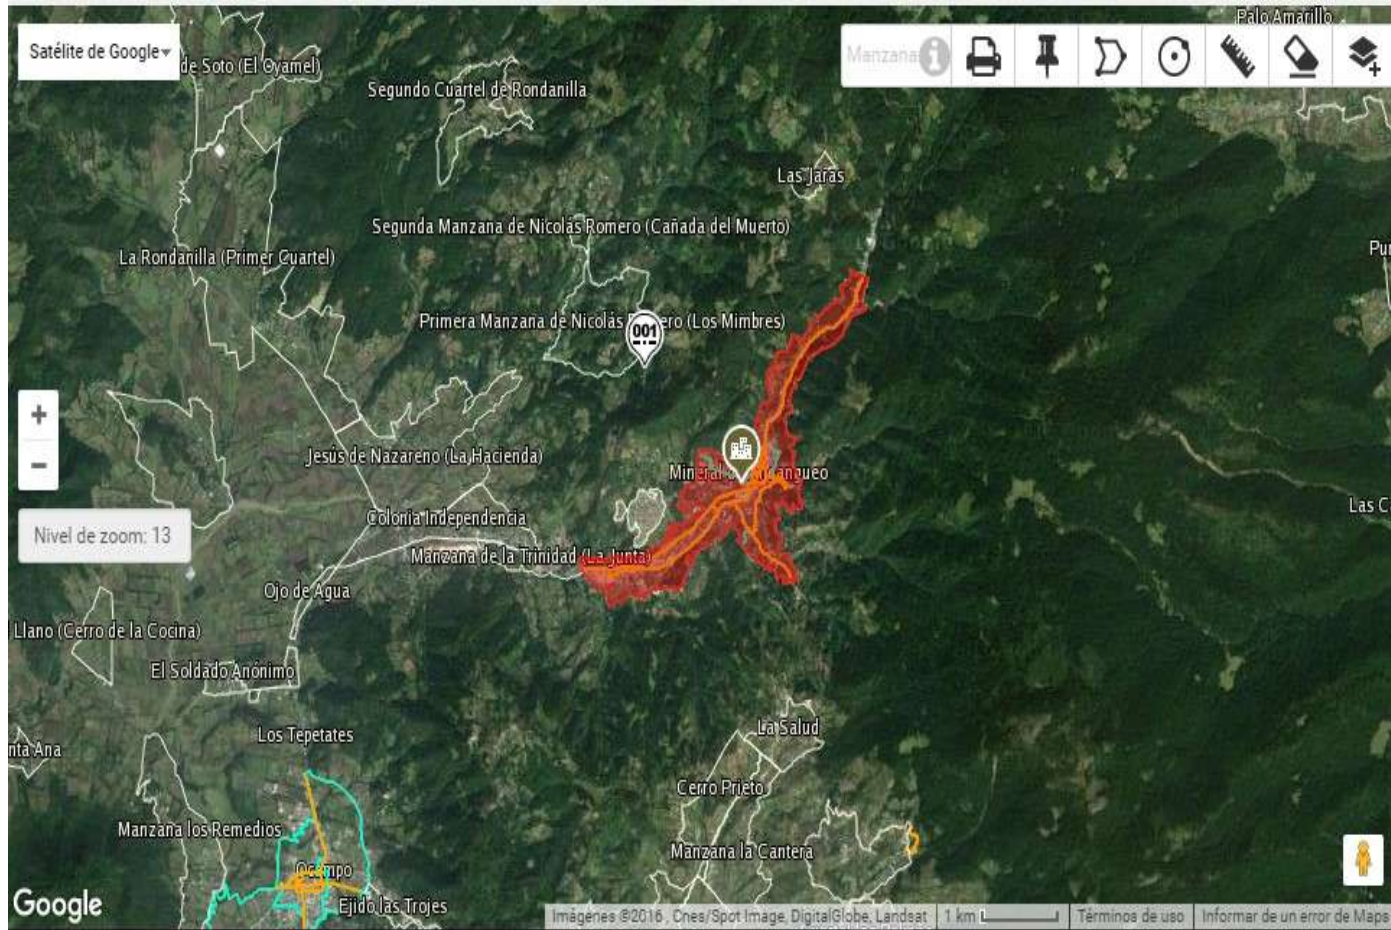 Palo Amarillo
Satélite de Google
Manzana
de Soto (El Oyamel)
Segundo Cuartel de Rondanilla
Las Jaras
Segunda Manzana de Nicolás Romero (Cañada del Muerto)
La Rondanilla (Primer Cuartel)
Primera Manzana de Nicolás ero (Los Mimbres)
001
+
Jesús de Nazareno (La Hacienda)
Mineral
−
Las C
Colonia Independencia
Nivel de zoom: 13
Manzana de la Trinidad (La Junta)
Ojo de Agua
Llano (Cerro de la Cocina)
El Soldado Anónimo
La Salud
Los Tepetates
nta Ana
Cerro Prieto
Manzana los Remedios
Manzana la Cantera
Ocampo
Google
Ejido las Trojes
Imágenes ©2016 , Cnes/Spot Image, DigitalGlobe, Landsat
1 km
Términos de uso
Informar de un error de Maps